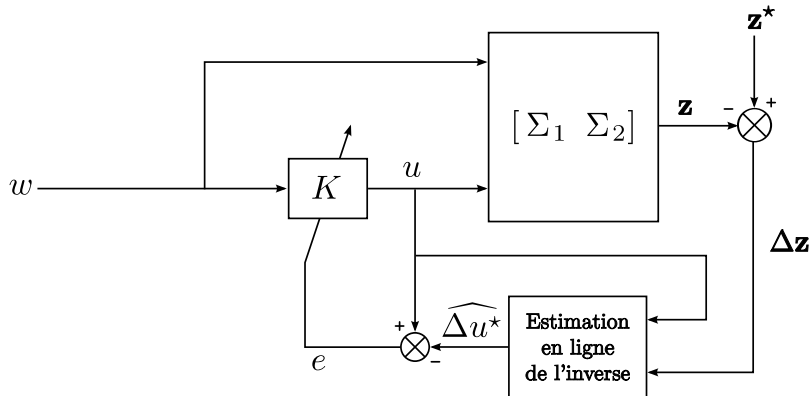 z⋆
− +
z
[ Σ₁ Σ₂ ]
w
K
u
Δz
+
Δu⋆^
−
e
Estimation
en ligne
de l'inverse